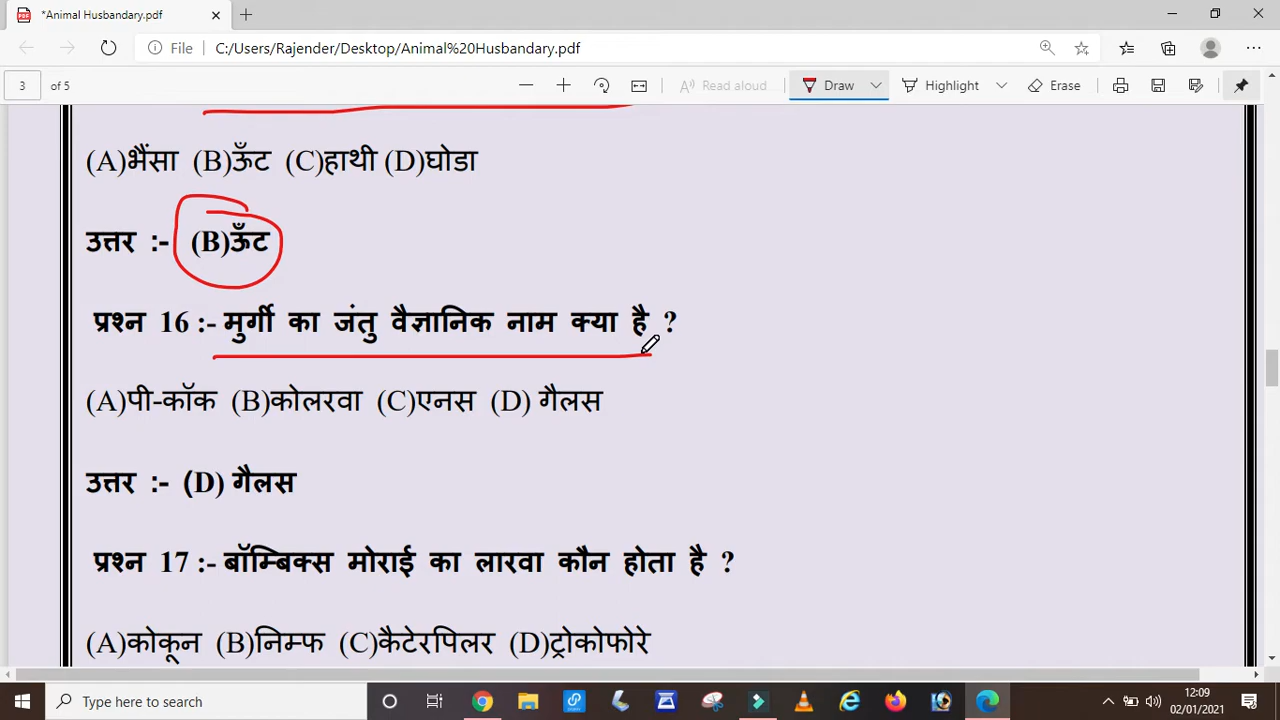 *Animal Husbandary.pdf
File C:/Users/Rajender/Desktop/Animal%20Husbandary.pdf
3 of 5 Read aloud Draw Highlight Erase
(A)भैंसा (B)ऊँट (C)हाथी (D)घोडा
उत्तर :- (B)ऊँट
प्रश्न 16 :- मुर्गी का जंतु वैज्ञानिक नाम क्या है ?
(A)पी-कॉक (B)कोलरवा (C)एनस (D) गैलस
उत्तर :- (D) गैलस
प्रश्न 17 :- बॉम्बिक्स मोराई का लारवा कौन होता है ?
(A)कोकून (B)निम्फ (C)कैटेरपिलर (D)ट्रोकोफोरे
Type here to search
12:09
02/01/2021